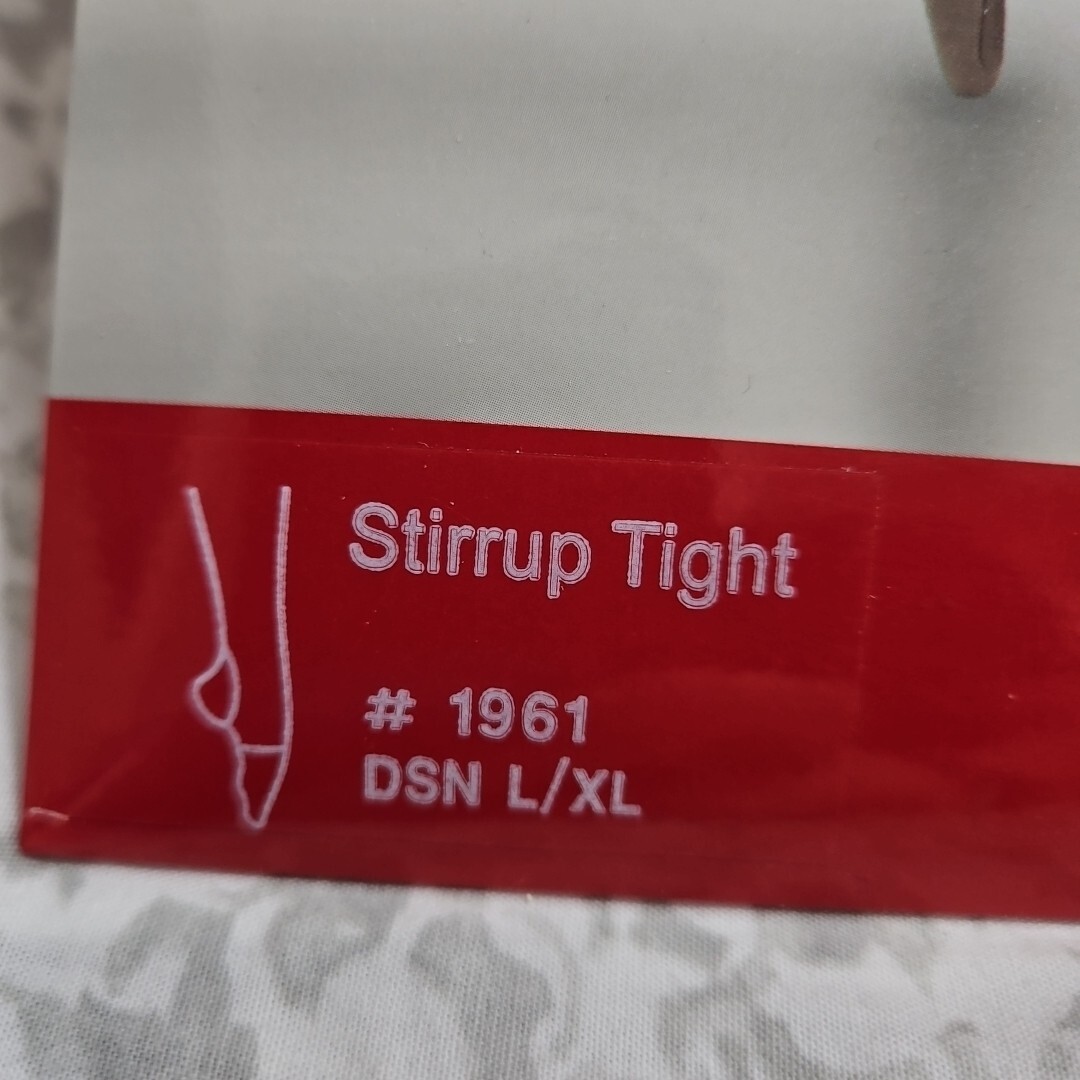 Stirrup Tight
# 1961
DSN L/XL